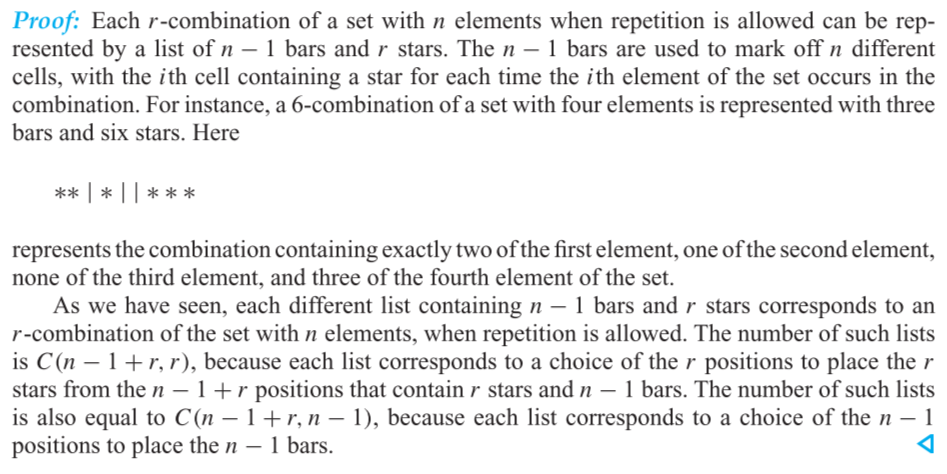 Proof: Each r-combination of a set with n elements when repetition is allowed can be rep-
resented by a list of n − 1 bars and r stars. The n − 1 bars are used to mark off n different
cells, with the ith cell containing a star for each time the ith element of the set occurs in the
combination. For instance, a 6-combination of a set with four elements is represented with three
bars and six stars. Here
** | * | | * * *
represents the combination containing exactly two of the first element, one of the second element,
none of the third element, and three of the fourth element of the set.
As we have seen, each different list containing n − 1 bars and r stars corresponds to an
r-combination of the set with n elements, when repetition is allowed. The number of such lists
is C(n − 1 + r, r), because each list corresponds to a choice of the r positions to place the r
stars from the n − 1 + r positions that contain r stars and n − 1 bars. The number of such lists
is also equal to C(n − 1 + r, n − 1), because each list corresponds to a choice of the n − 1
positions to place the n − 1 bars.